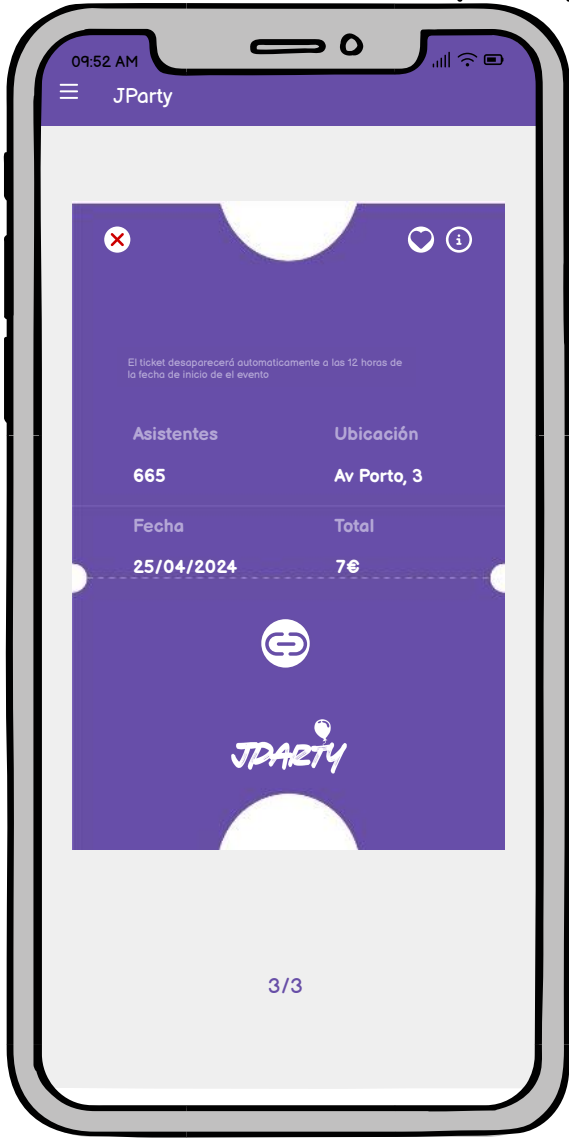 09:52 AM
JParty
El ticket desapareceró automaticamente a las 12 horas de
la fecha de inicio de el evento
Asistentes
Ubicación
665
Av Porto, 3
Fecha
Total
25/04/2024
7€
JPARTY
3/3